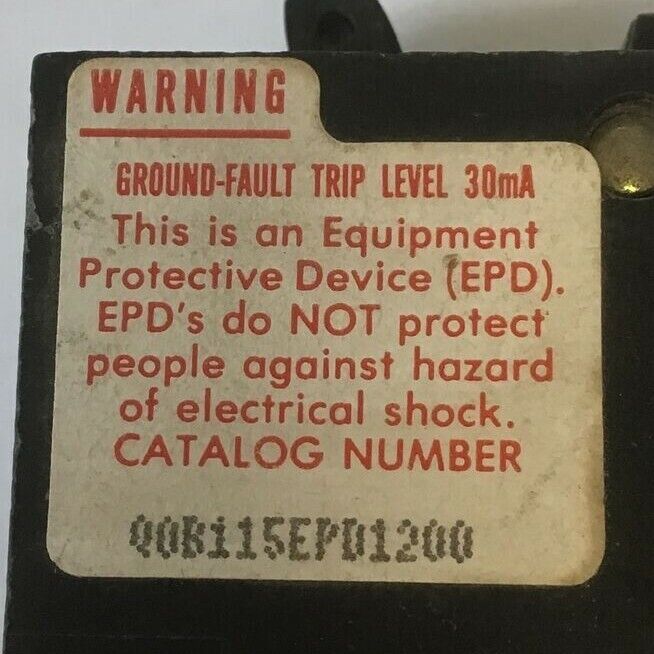 WARNING
GROUND-FAULT TRIP LEVEL 30mA
This is an Equipment
Protective Device (EPD).
EPD's do NOT protect
people against hazard
of electrical shock.
CATALOG NUMBER
QOB115EPD1200